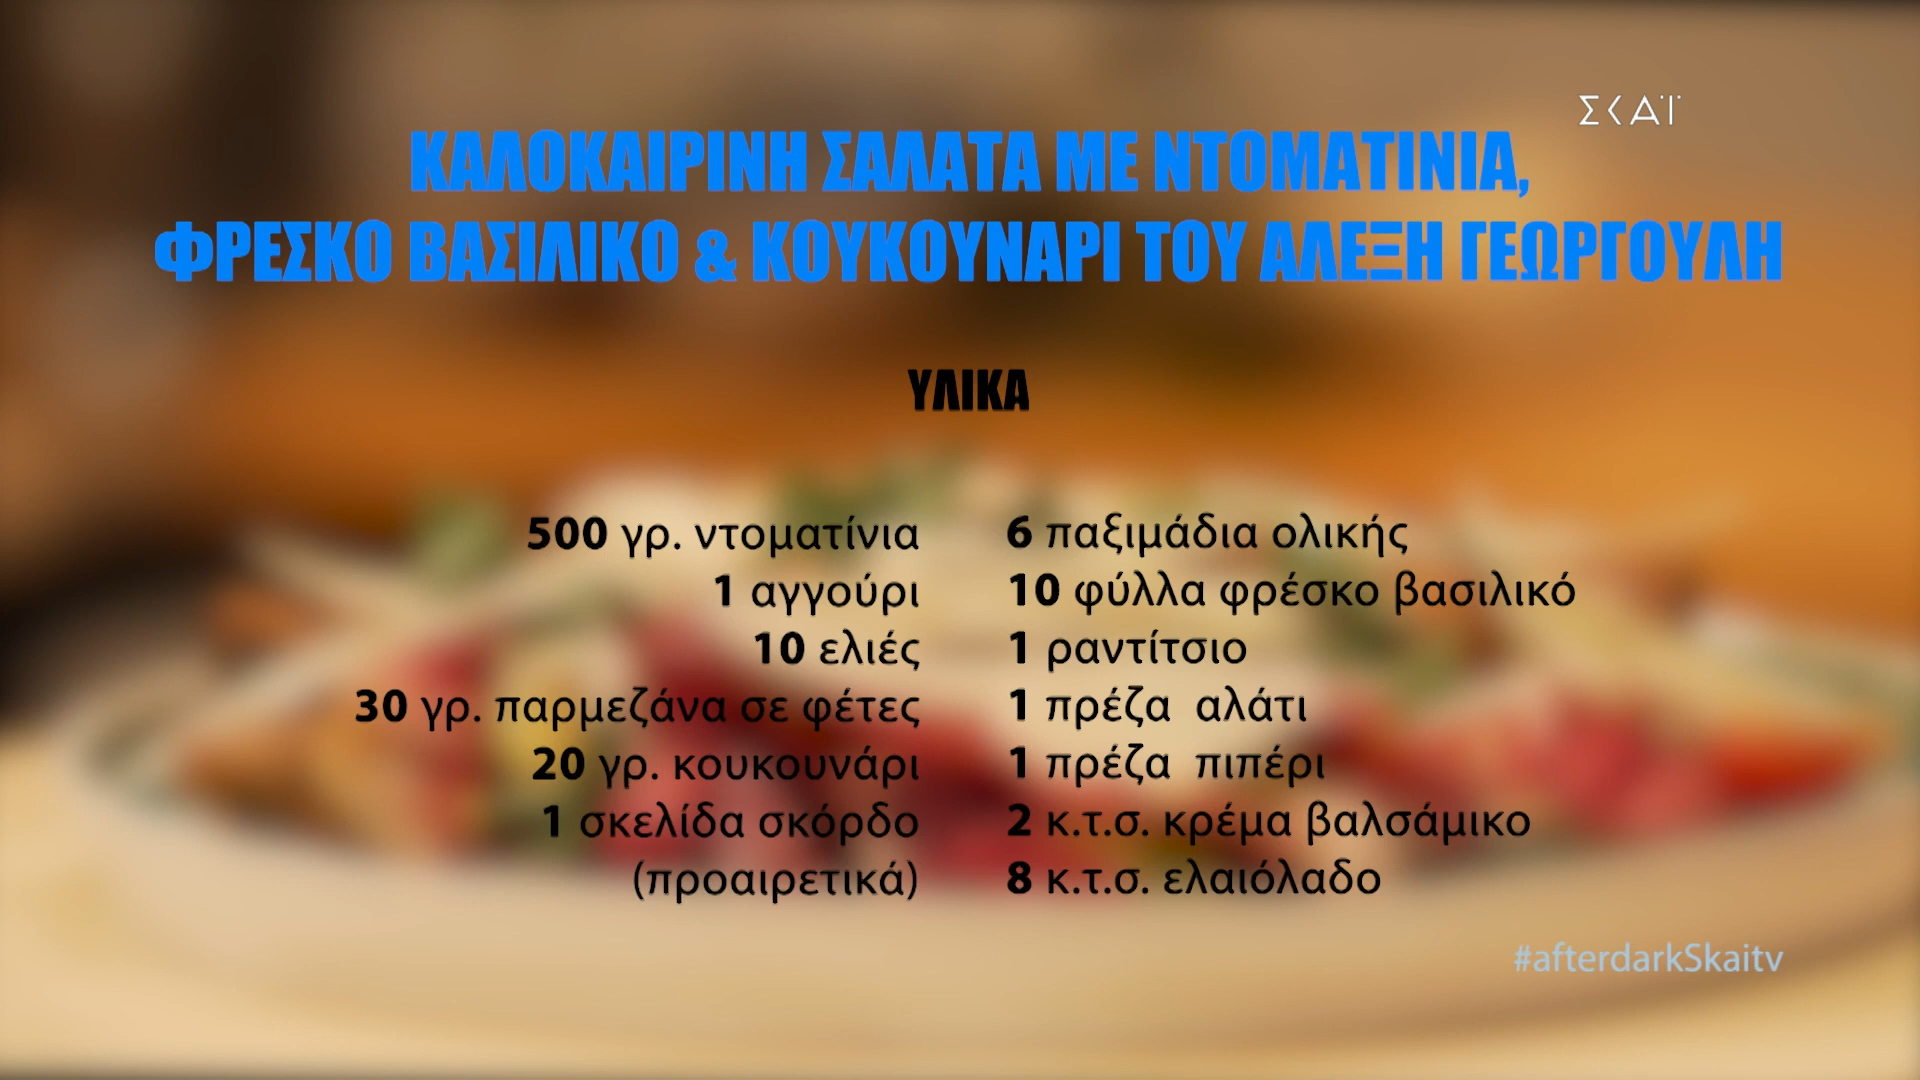 ΣΚΑΪ
ΚΑΛΟΚΑΙΡΙΝΗ ΣΑΛΑΤΑ ΜΕ ΝΤΟΜΑΤΙΝΙΑ,
ΦΡΕΣΚΟ ΒΑΣΙΛΙΚΟ & ΚΟΥΚΟΥΝΑΡΙ ΤΟΥ ΑΛΕΞΗ ΓΕΩΡΓΟΥΛΗ
ΥΛΙΚΑ
500 γρ. ντοματίνια
1 αγγούρι
10 ελιές
30 γρ. παρμεζάνα σε φέτες
20 γρ. κουκουνάρι
1 σκελίδα σκόρδο
(προαιρετικά)
6 παξιμάδια ολικής
10 φύλλα φρέσκο βασιλικό
1 ραντίτσιο
1 πρέζα αλάτι
1 πρέζα πιπέρι
2 κ.τ.σ. κρέμα βαλσάμικο
8 κ.τ.σ. ελαιόλαδο
#afterdarkSkaitv